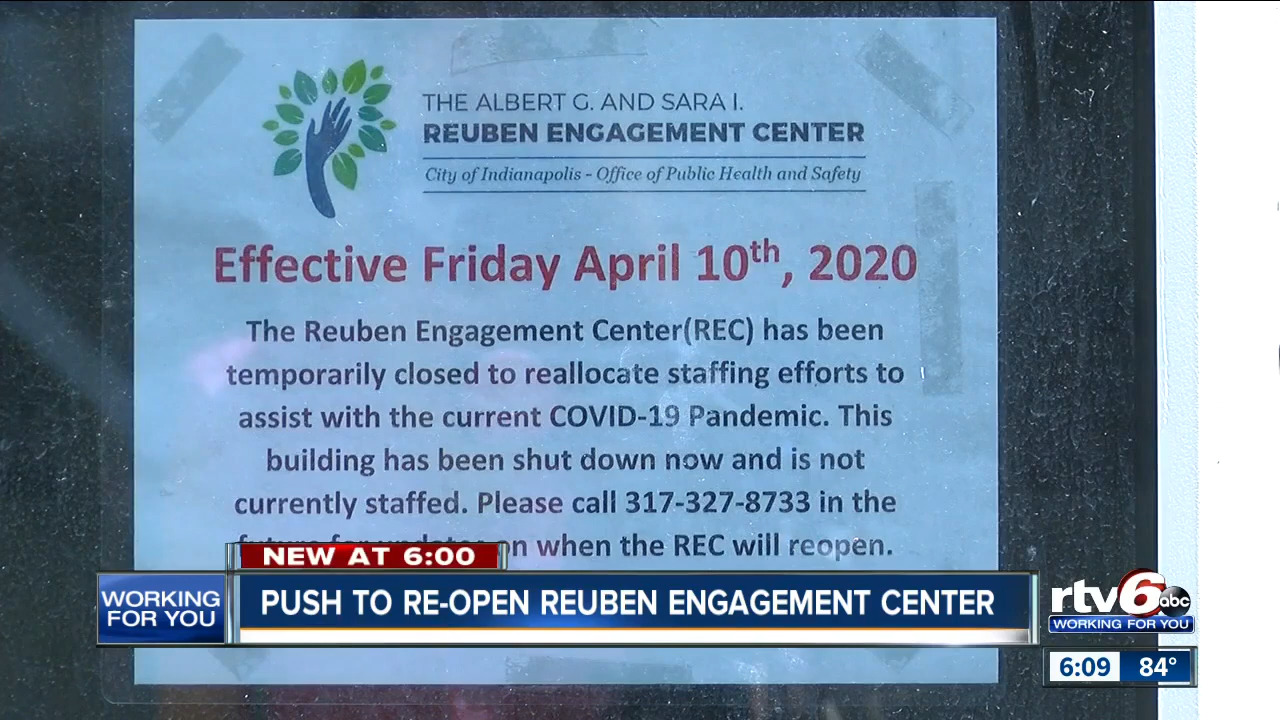 THE ALBERT G. AND SARA I.
REUBEN ENGAGEMENT CENTER
City of Indianapolis - Office of Public Health and Safety
Effective Friday April 10th, 2020
The Reuben Engagement Center(REC) has been
temporarily closed to reallocate staffing efforts to
assist with the current COVID-19 Pandemic. This
building has been shut down now and is not
currently staffed. Please call 317-327-8733 in the
future for updates on when the REC will reopen.
NEW AT 6:00
WORKING
FOR YOU
PUSH TO RE-OPEN REUBEN ENGAGEMENT CENTER
rtv6 abc
WORKING FOR YOU
6:09 84°